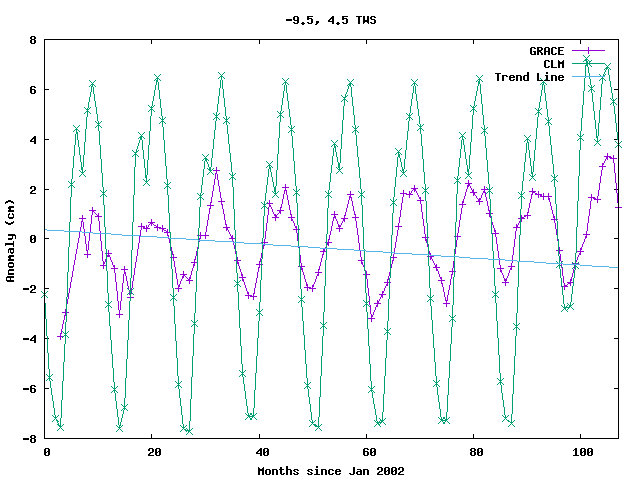 -9.5, 4.5 TWS
GRACE
CLM
Trend Line
8
6
4
2
0
-2
-4
-6
-8
Anomaly (cm)
0 20 40 60 80 100
Months since Jan 2002